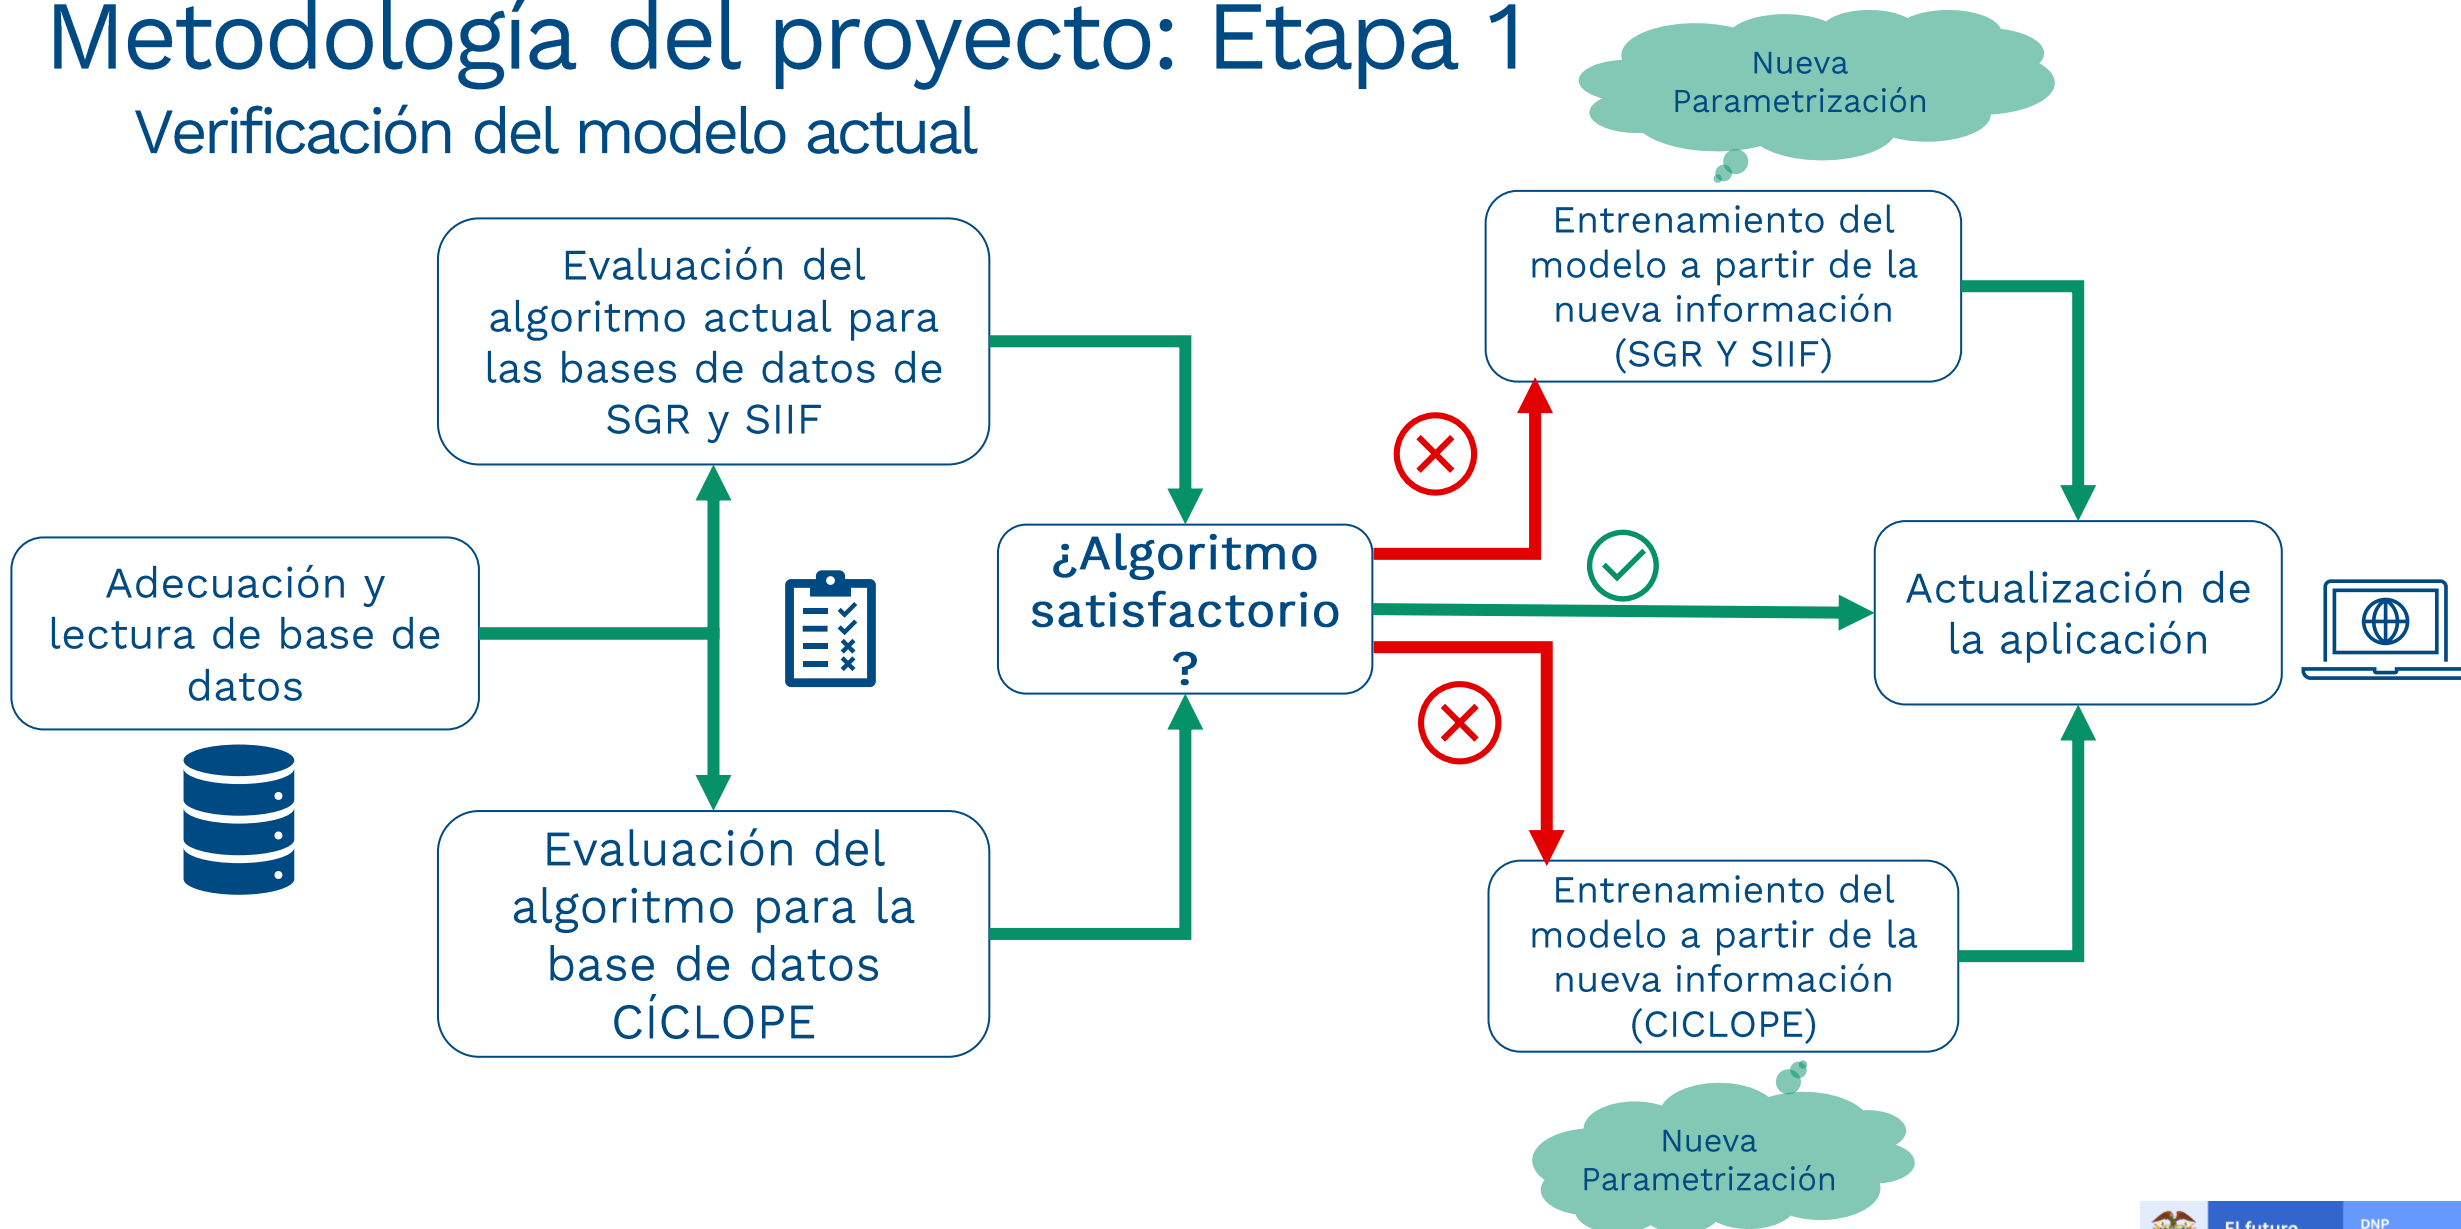 Metodología del proyecto: Etapa 1
Verificación del modelo actual
Nueva
Parametrización
Evaluación del
algoritmo actual para
las bases de datos de
SGR y SIIF
Entrenamiento del
modelo a partir de la
nueva información
(SGR Y SIIF)
Adecuación y
lectura de base de
datos
¿Algoritmo
satisfactorio
?
Actualización de
la aplicación
Evaluación del
algoritmo para la
base de datos
CÍCLOPE
Entrenamiento del
modelo a partir de la
nueva información
(CICLOPE)
Nueva
Parametrización
El futuro
DNP